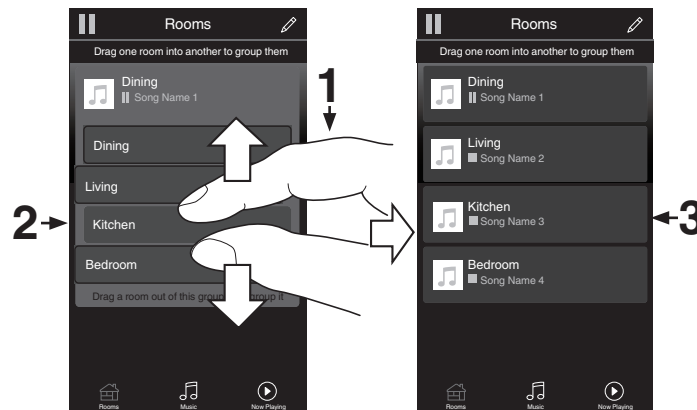 Rooms
Drag one room into another to group them
Dining
Song Name 1
Dining
Living
Kitchen
Bedroom
Drag a room out of this group it
Rooms
Music
Now Playing
1
2
Rooms
Drag one room into another to group them
Dining
Song Name 1
Living
Song Name 2
Kitchen
Song Name 3
Bedroom
Song Name 4
Rooms
Music
Now Playing
3